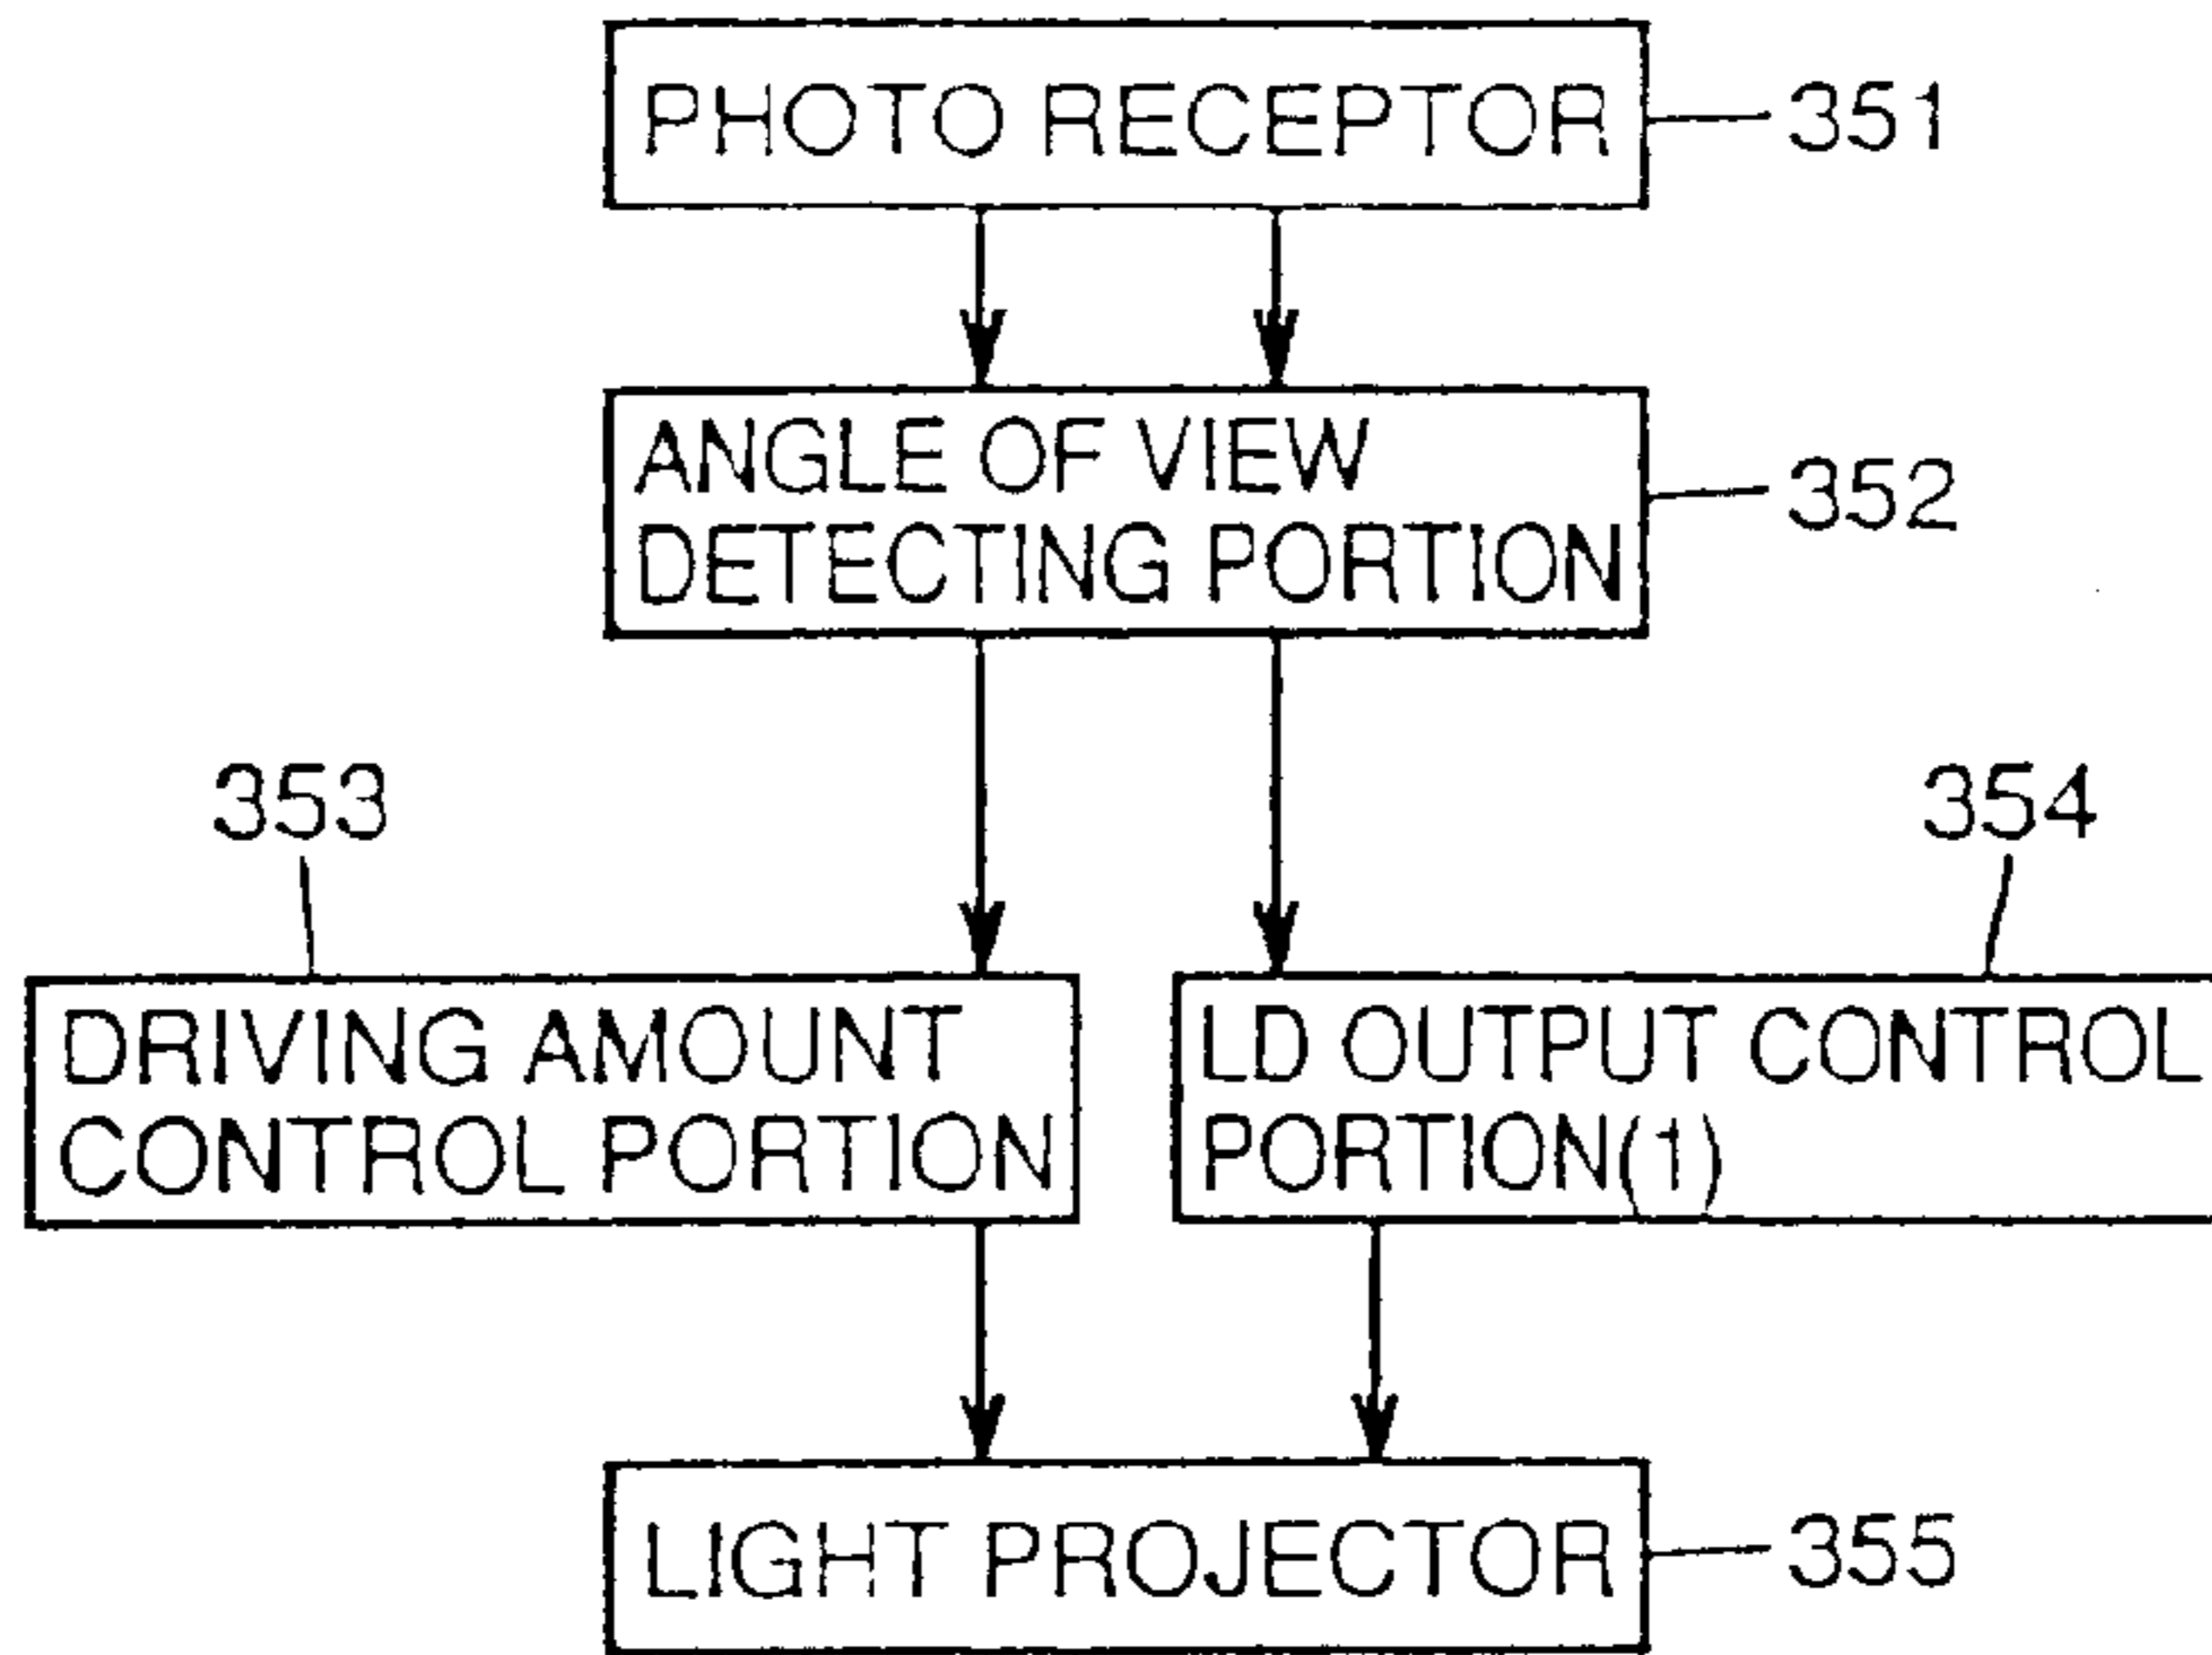 PHOTO RECEPTOR
351
ANGLE OF VIEW
DETECTING PORTION
352
353
354
DRIVING AMOUNT
CONTROL PORTION
LD OUTPUT CONTROL
PORTION(1)
LIGHT PROJECTOR
355